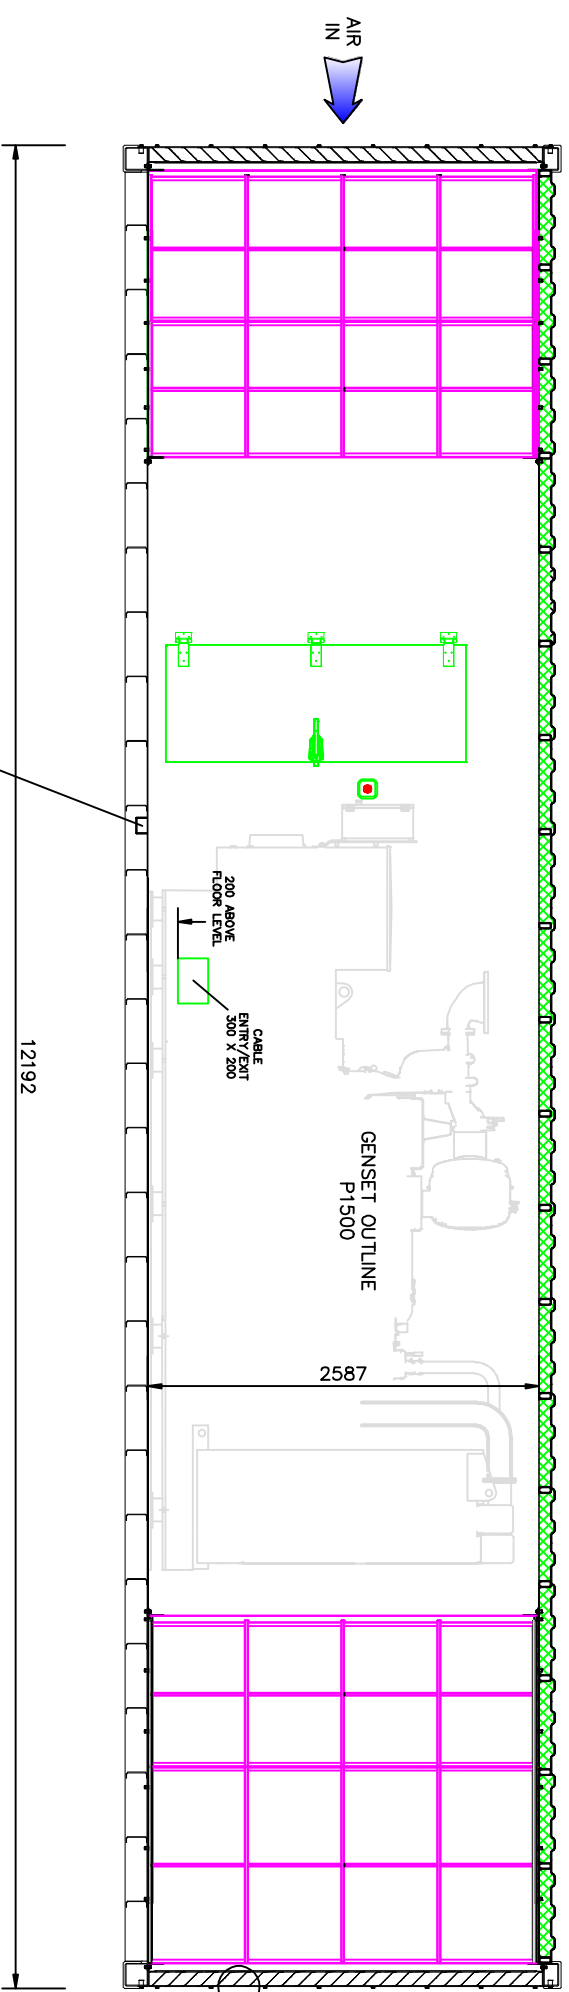 AIR
IN
200 ABOVE
FLOOR LEVEL
CABLE
ENTRY/EXIT
300 X 200
12192
GENSET OUTLINE
P1500
2587